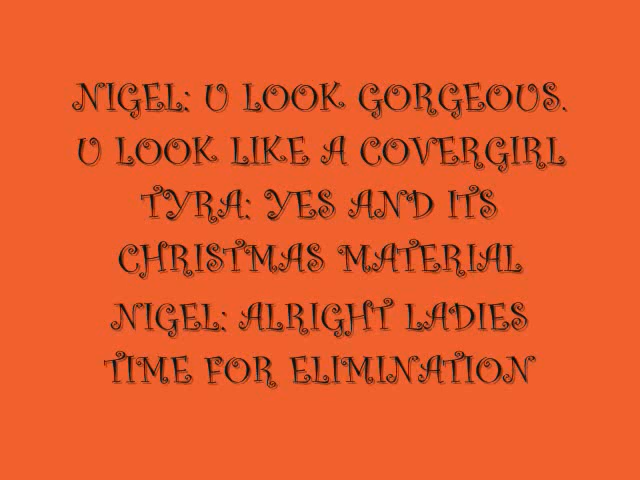 NIGEL: U LOOK GORGEOUS.
U LOOK LIKE A COVERGIRL
TYRA: YES AND ITS
CHRISTMAS MATERIAL
NIGEL: ALRIGHT LADIES
TIME FOR ELIMINATION